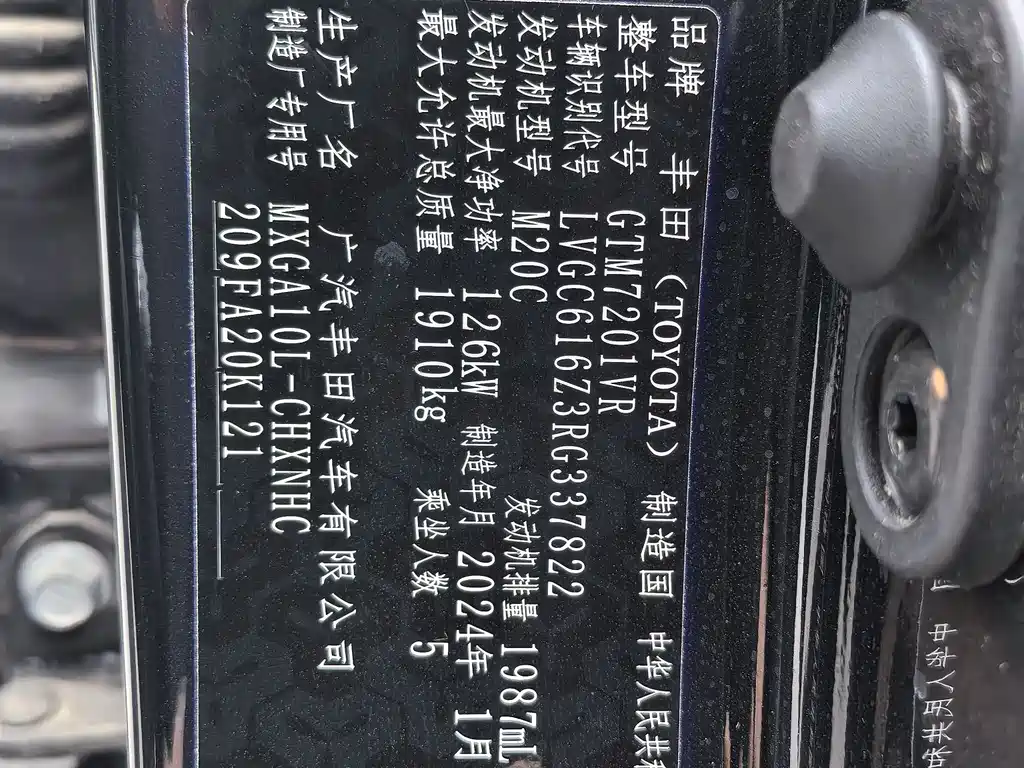 品牌 丰田 (TOYOTA) 制造国 中华人民共和
整车型号 GTM7201VR
车辆识别代号 LVGC616Z3RG337822
发动机型号 M20C 发动机排量 1987mL
发动机最大净功率 126kW 制造年月 2024年 1月
最大允许总质量 1910kg 乘坐人数 5
生产厂名 广汽丰田汽车有限公司
制造厂专用号 MXGA10L-CHXNHC
209FA20K121